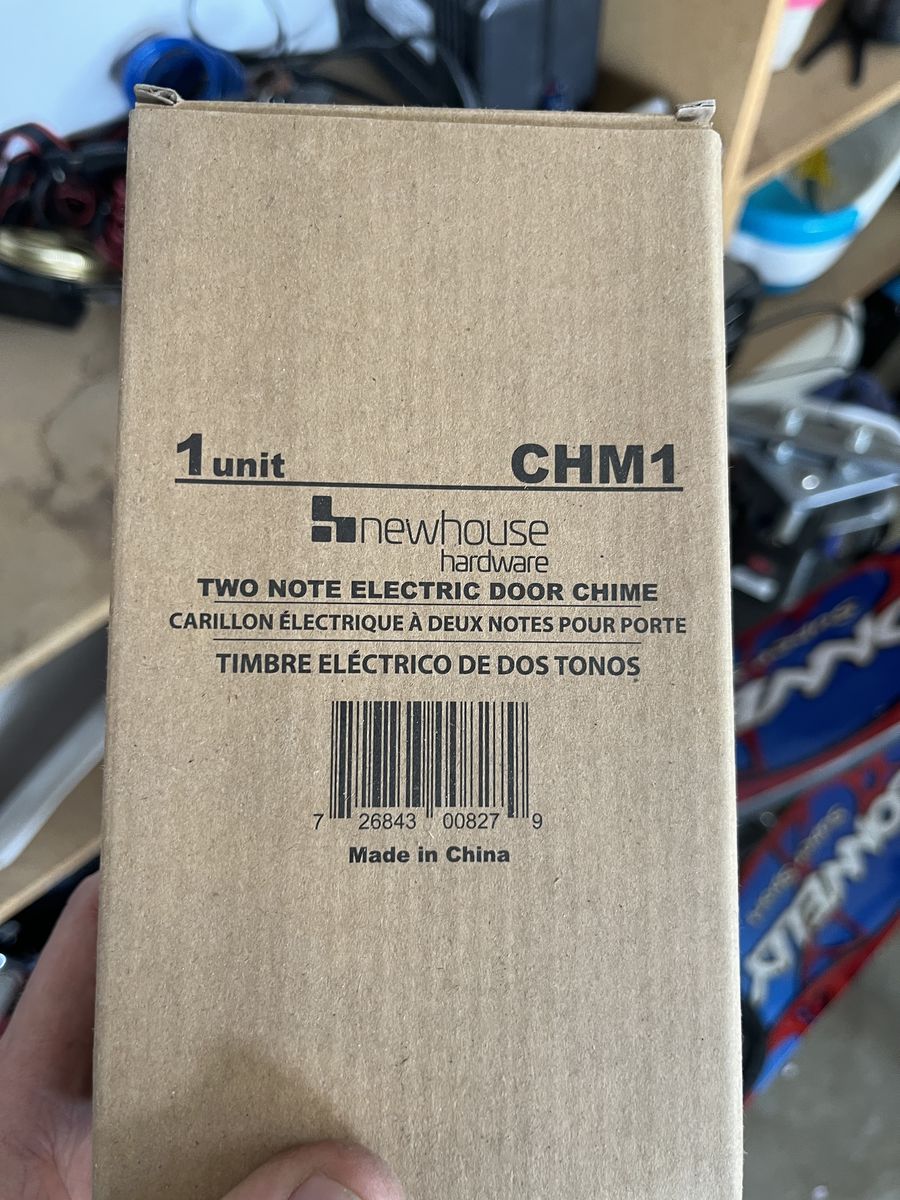 1 unit CHM1
newhouse
hardware
TWO NOTE ELECTRIC DOOR CHIME
CARILLON ÉLECTRIQUE À DEUX NOTES POUR PORTE
TIMBRE ELÉCTRICO DE DOS TONOS
7 26843 00827 9
Made in China